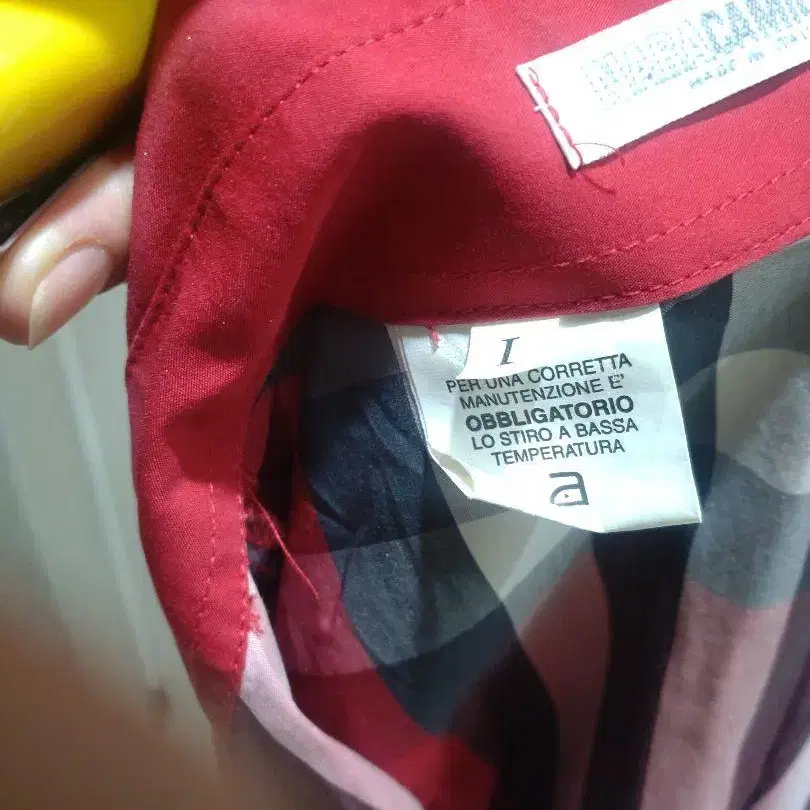 I
PER UNA CORRETTA
MANUTENZIONE E'
OBBLIGATORIO
LO STIRO A BASSA
TEMPERATURA
a